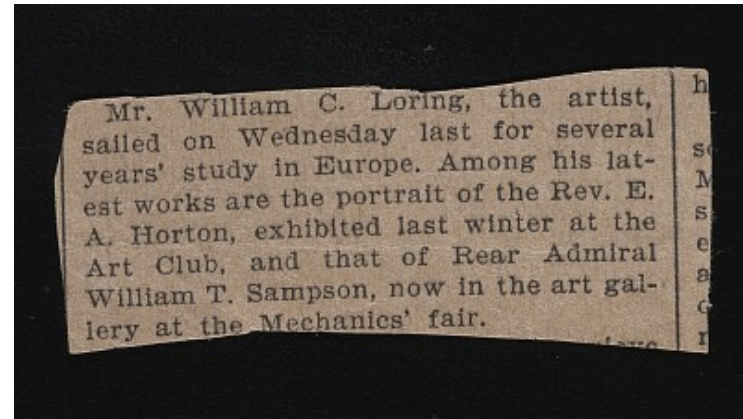 Mr. William C. Loring, the artist,
sailed on Wednesday last for several
years' study in Europe. Among his lat-
est works are the portrait of the Rev. E.
A. Horton, exhibited last winter at the
Art Club, and that of Rear Admiral
William T. Sampson, now in the art gal-
lery at the Mechanics' fair.